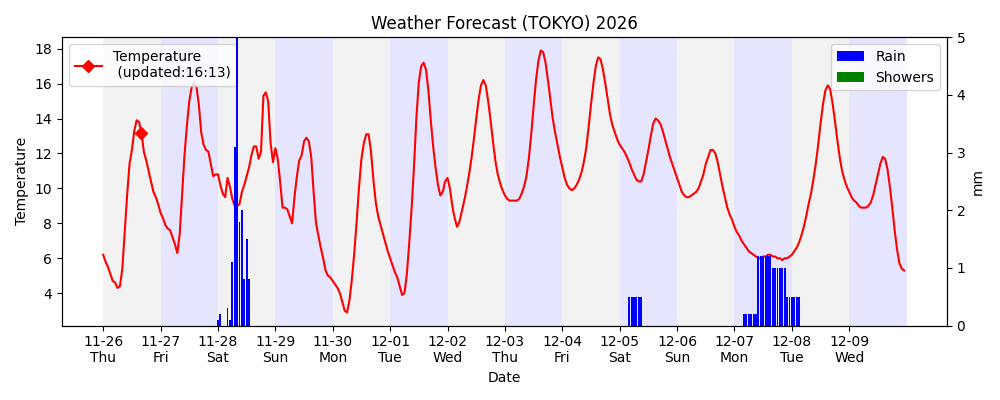 Weather Forecast (TOKYO) 2026
Temperature
(updated:16:13)
Rain
Showers
Temperature
18
16
14
12
10
8
6
4
5
4
3
2
1
0
mm
11-26 11-27 11-28 11-29 11-30 12-01 12-02 12-03 12-04 12-05 12-06 12-07 12-08 12-09
Thu Fri Sat Sun Mon Tue Wed Thu Fri Sat Sun Mon Tue Wed
Date